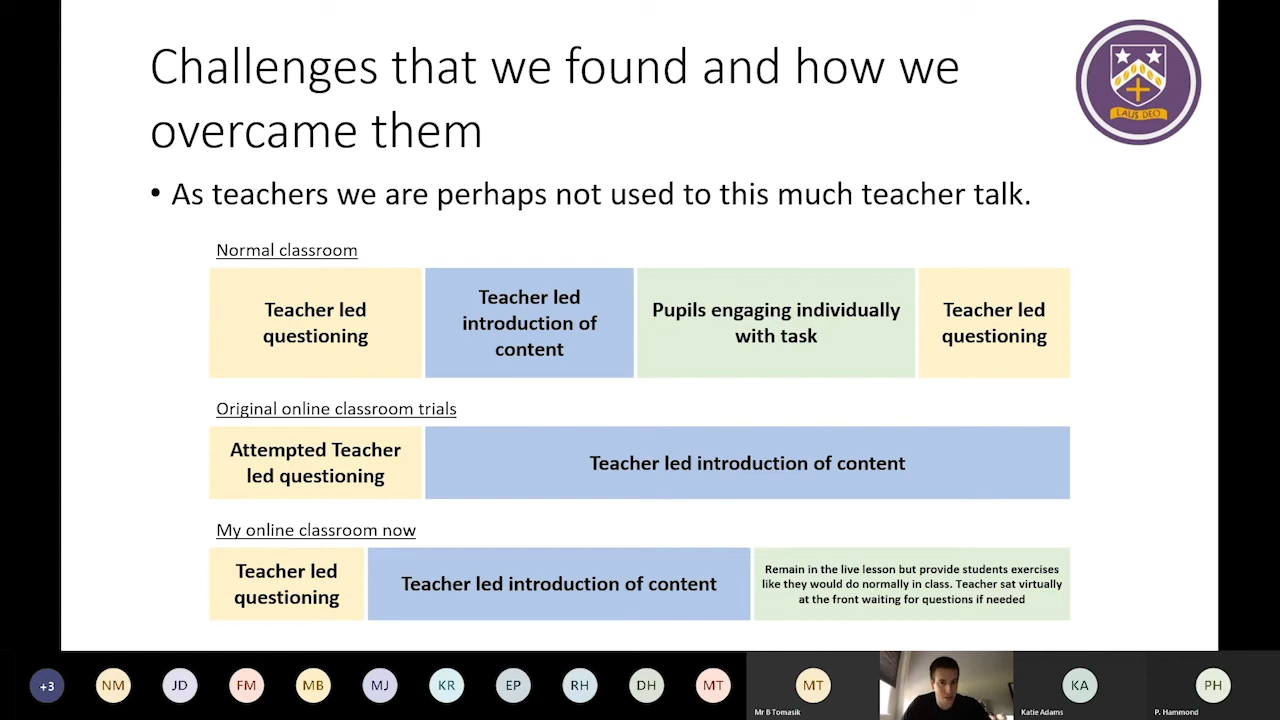 Challenges that we found and how we
overcame them
LAUS DEO
• As teachers we are perhaps not used to this much teacher talk.
Normal classroom
Teacher led
questioning
Teacher led
introduction of
content
Pupils engaging individually
with task
Teacher led
questioning
Original online classroom trials
Attempted Teacher
led questioning
Teacher led introduction of content
My online classroom now
Teacher led
questioning
Teacher led introduction of content
Remain in the live lesson but provide students exercises
like they would do normally in class. Teacher sat virtually
at the front waiting for questions if needed
+3
NM
JD
FM
MB
MJ
KR
EP
RH
DH
MT
MT
Mr B Tomasik
KA
Katie Adams
PH
P. Hammond